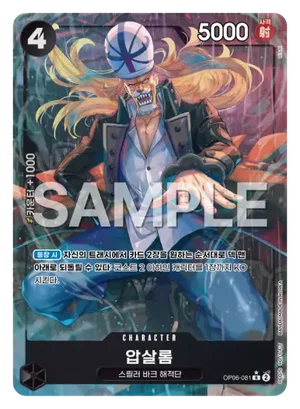 4
5000
사격
射
카운터 +1000
SAMPLE
등장 시 자신의 트래시에서 카드 2장을 원하는 순서대로 덱 맨
아래로 되돌릴 수 있다: 코스트 2 이하인 캐릭터를 1장까지 KO
시킨다.
CHARACTER
압살롬
스릴러 바크 해적단
OP06-081 R 2